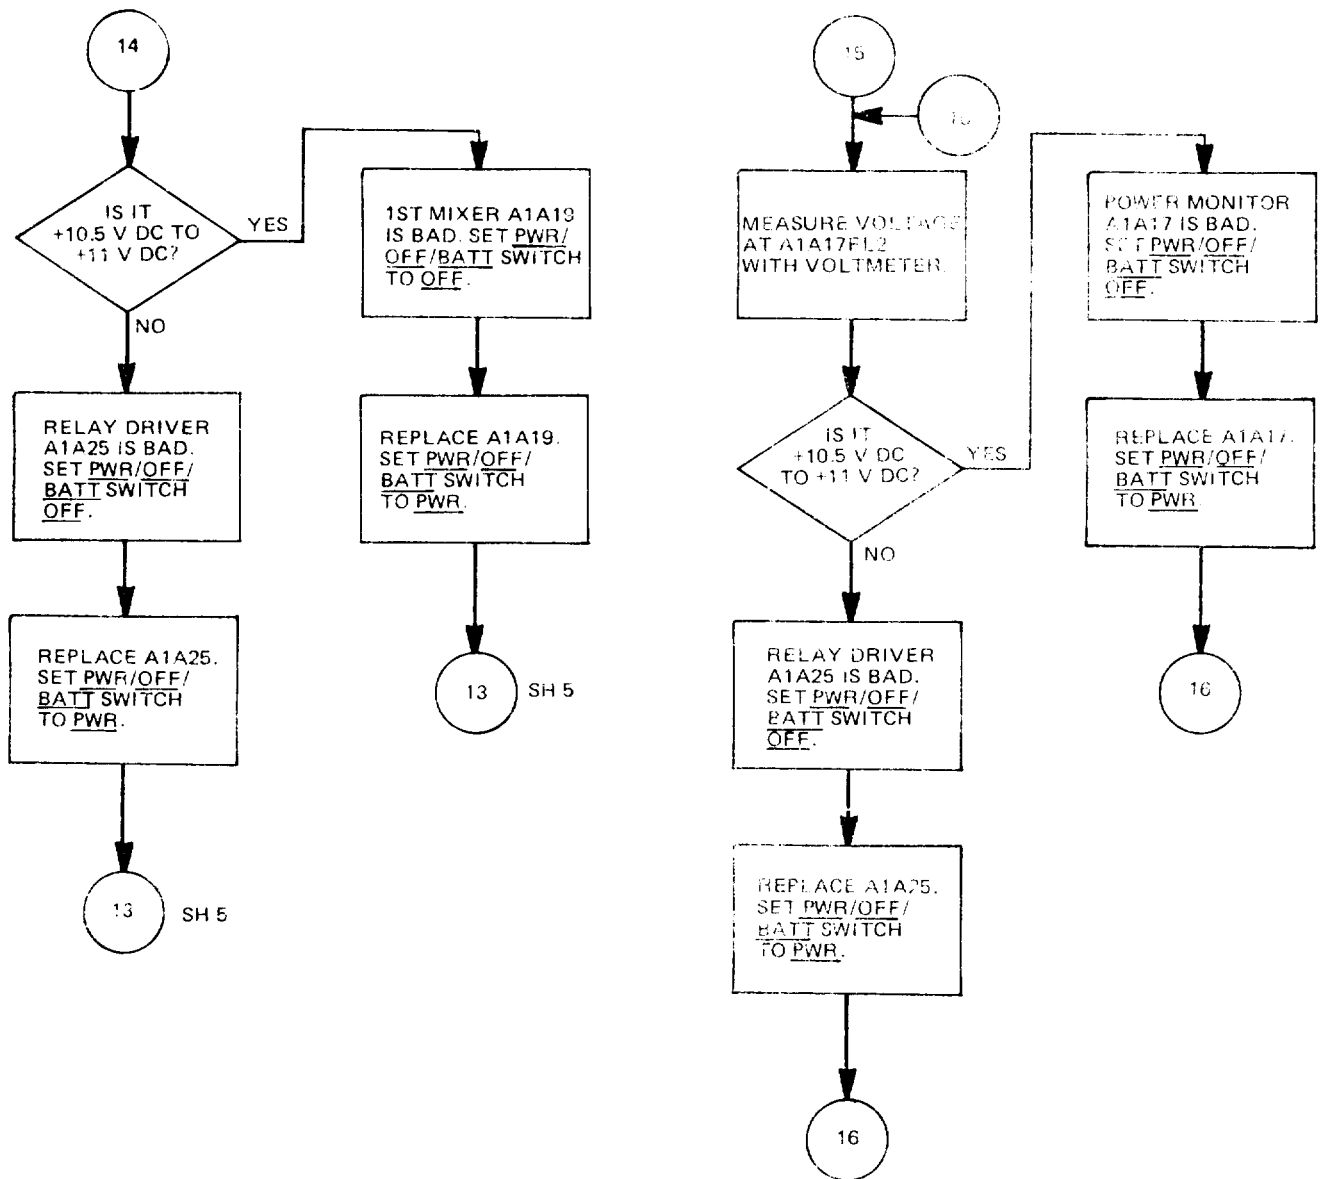 14
IS IT
+10.5 V DC TO
+11 V DC?
YES
NO
1ST MIXER A1A19
IS BAD. SET PWR/
OFF/BATT SWITCH
TO OFF.
RELAY DRIVER
A1A25 IS BAD.
SET PWR/OFF/
BATT SWITCH
OFF.
REPLACE A1A19.
SET PWR/OFF/
BATT SWITCH
TO PWR.
REPLACE A1A25.
SET PWR/OFF/
BATT SWITCH
TO PWR.
13
SH 5
13
SH 5
15
MEASURE VOLTAGE
AT A1A17FL2
WITH VOLTMETER.
IS IT
+10.5 V DC
TO +11 V DC?
YES
NO
POWER MONITOR
A1A17 IS BAD.
SET PWR/OFF/
BATT SWITCH
OFF.
REPLACE A1A17.
SET PWR/OFF/
BATT SWITCH
TO PWR.
16
RELAY DRIVER
A1A25 IS BAD.
SET PWR/OFF/
BATT SWITCH
OFF.
REPLACE A1A25.
SET PWR/OFF/
BATT SWITCH
TO PWR.
16